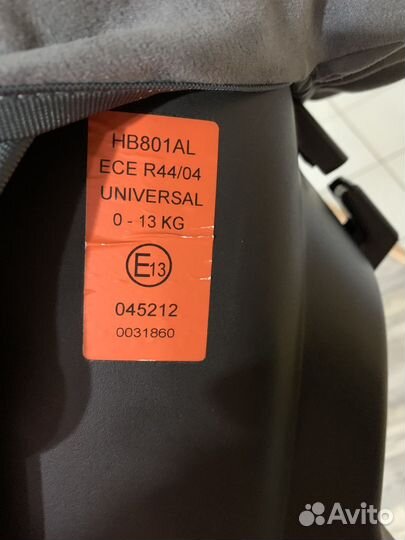 HB801AL
ECE R44/04
UNIVERSAL
0 - 13 KG
E13
045212
0031860
Avito